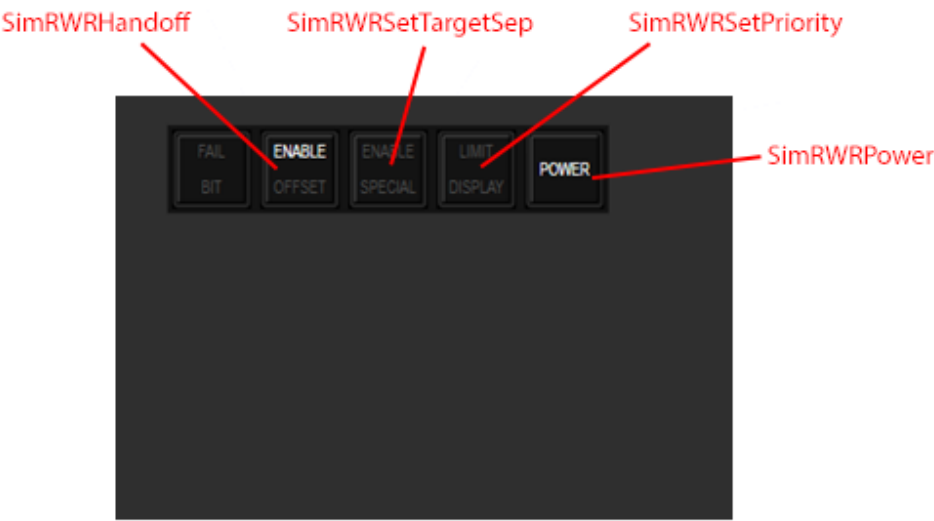 SimRWRHandoff
SimRWRSetTargetSep
SimRWRSetPriority
FAIL
BIT
ENABLE
OFFSET
ENABLE
SPECIAL
LIMIT
DISPLAY
POWER
SimRWRPower